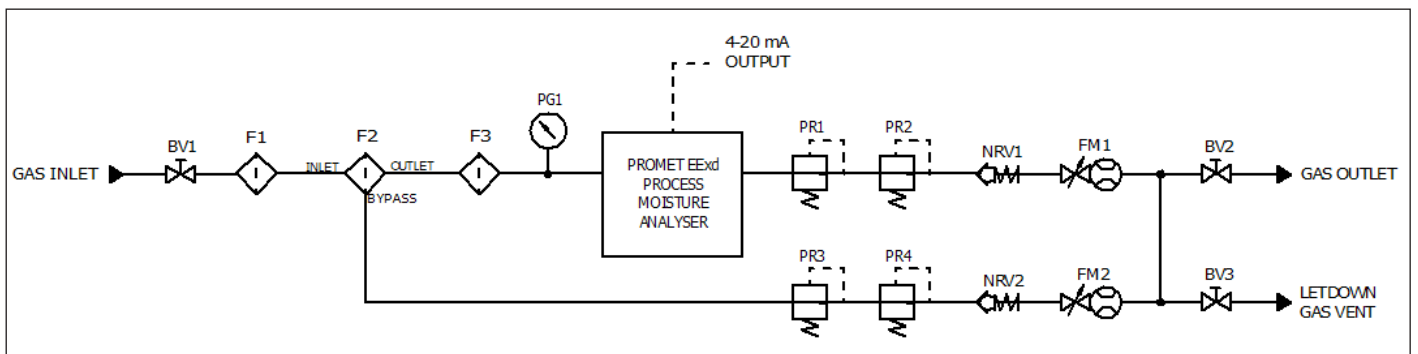 4-20 mA
OUTPUT
PG1
PR1
PR2
F1
F2
F3
BV1
NRV1
FM1
BV2
GAS INLET
INLET
OUTLET
BYPASS
PROMET EExd
PROCESS
MOISTURE
ANALYSER
GAS OUTLET
PR3
PR4
NRV2
FM2
BV3
LETDOWN
GAS VENT